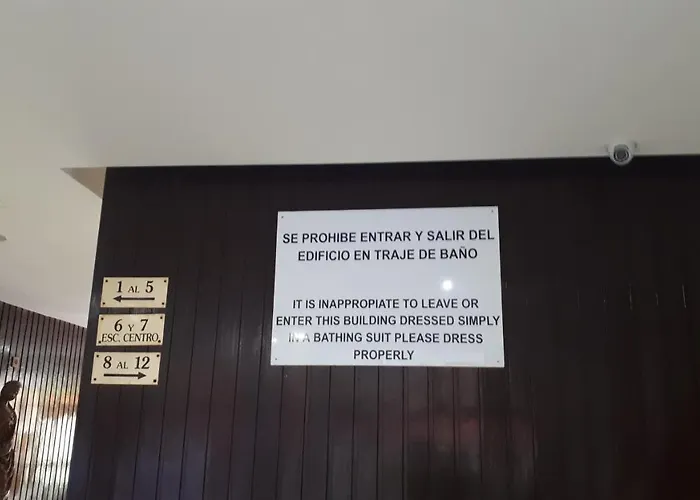 SE PROHIBE ENTRAR Y SALIR DEL
EDIFICIO EN TRAJE DE BAÑO
IT IS INAPPROPIATE TO LEAVE OR
ENTER THIS BUILDING DRESSED SIMPLY
IN A BATHING SUIT PLEASE DRESS
PROPERLY
1 AL 5
6 Y 7
ESC. CENTRO
8 AL 12